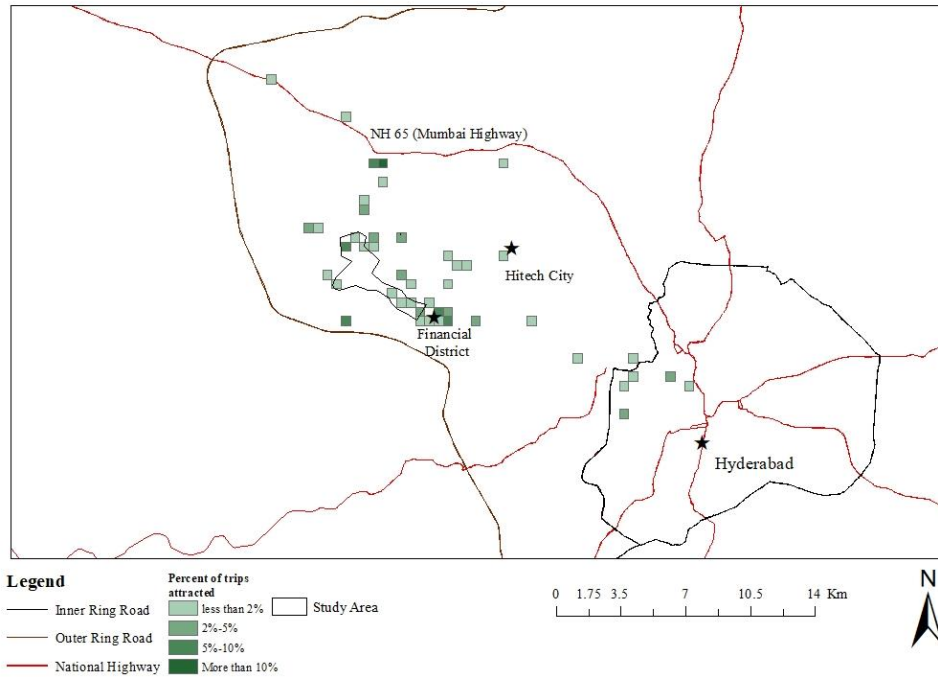 NH 65 (Mumbai Highway)
Hitech City
Financial
District
Hyderabad
Legend
Inner Ring Road
Outer Ring Road
National Highway
Percent of trips
attracted
less than 2%
2%-5%
5%-10%
More than 10%
Study Area
0 1.75 3.5 7 10.5 14 Km
N